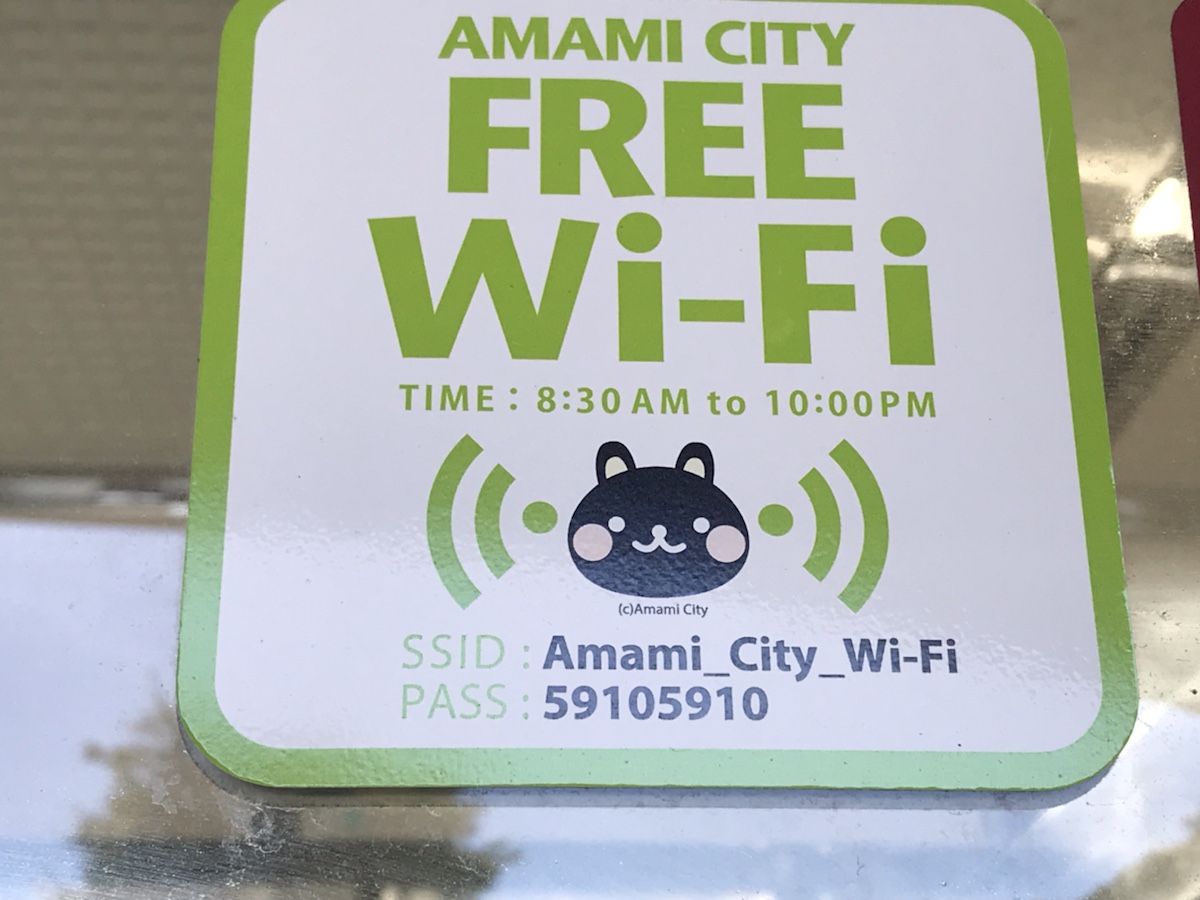 AMAMI CITY
FREE
Wi-Fi
TIME : 8:30 AM to 10:00PM
(c)Amami City
SSID : Amami_City_Wi-Fi
PASS : 59105910